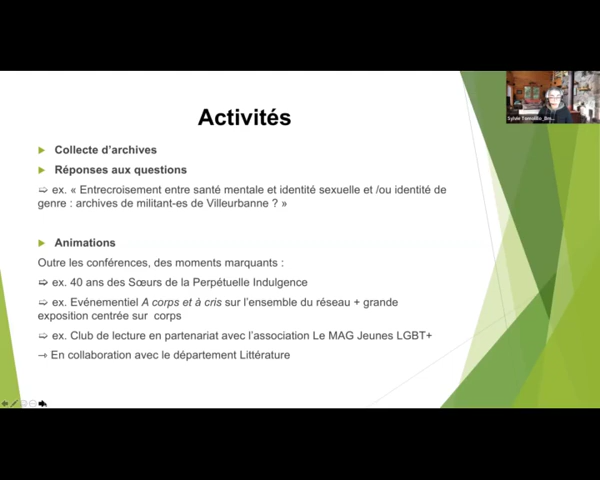 Activités
Collecte d'archives
Réponses aux questions
⇨ ex. « Entrecroisement entre santé mentale et identité sexuelle et /ou identité de
genre : archives de militant-es de Villeurbanne ? »
Animations
Outre les conférences, des moments marquants :
⇨ ex. 40 ans des Sœurs de la Perpétuelle Indulgence
⇨ ex. Evénementiel A corps et à cris sur l'ensemble du réseau + grande
exposition centrée sur corps
⇨ ex. Club de lecture en partenariat avec l'association Le MAG Jeunes LGBT+
→ En collaboration avec le département Littérature
Sylvie